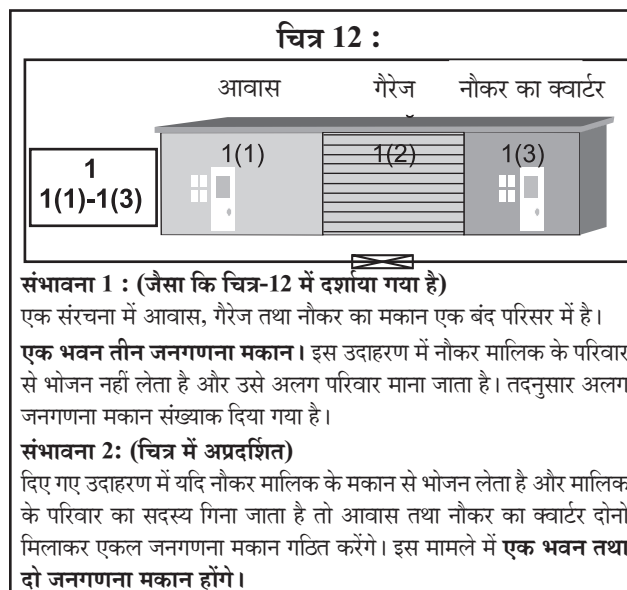 चित्र 12 :
आवास गैरेज नौकर का क्वार्टर
1(1) 1(2) 1(3)
1
1(1)-1(3)
संभावना 1 : (जैसा कि चित्र-12 में दर्शाया गया है)
एक संरचना में आवास, गैरेज तथा नौकर का मकान एक बंद परिसर में है।
एक भवन तीन जनगणना मकान। इस उदाहरण में नौकर मालिक के परिवार
से भोजन नहीं लेता है और उसे अलग परिवार माना जाता है। तदनुसार अलग
जनगणना मकान संख्याक दिया गया है।
संभावना 2: (चित्र में अप्रदर्शित)
दिए गए उदाहरण में यदि नौकर मालिक के मकान से भोजन लेता है और मालिक
के परिवार का सदस्य गिना जाता है तो आवास तथा नौकर का क्वार्टर दोनो
मिलाकर एकल जनगणना मकान गठित करेंगे। इस मामले में एक भवन तथा
दो जनगणना मकान होंगे।